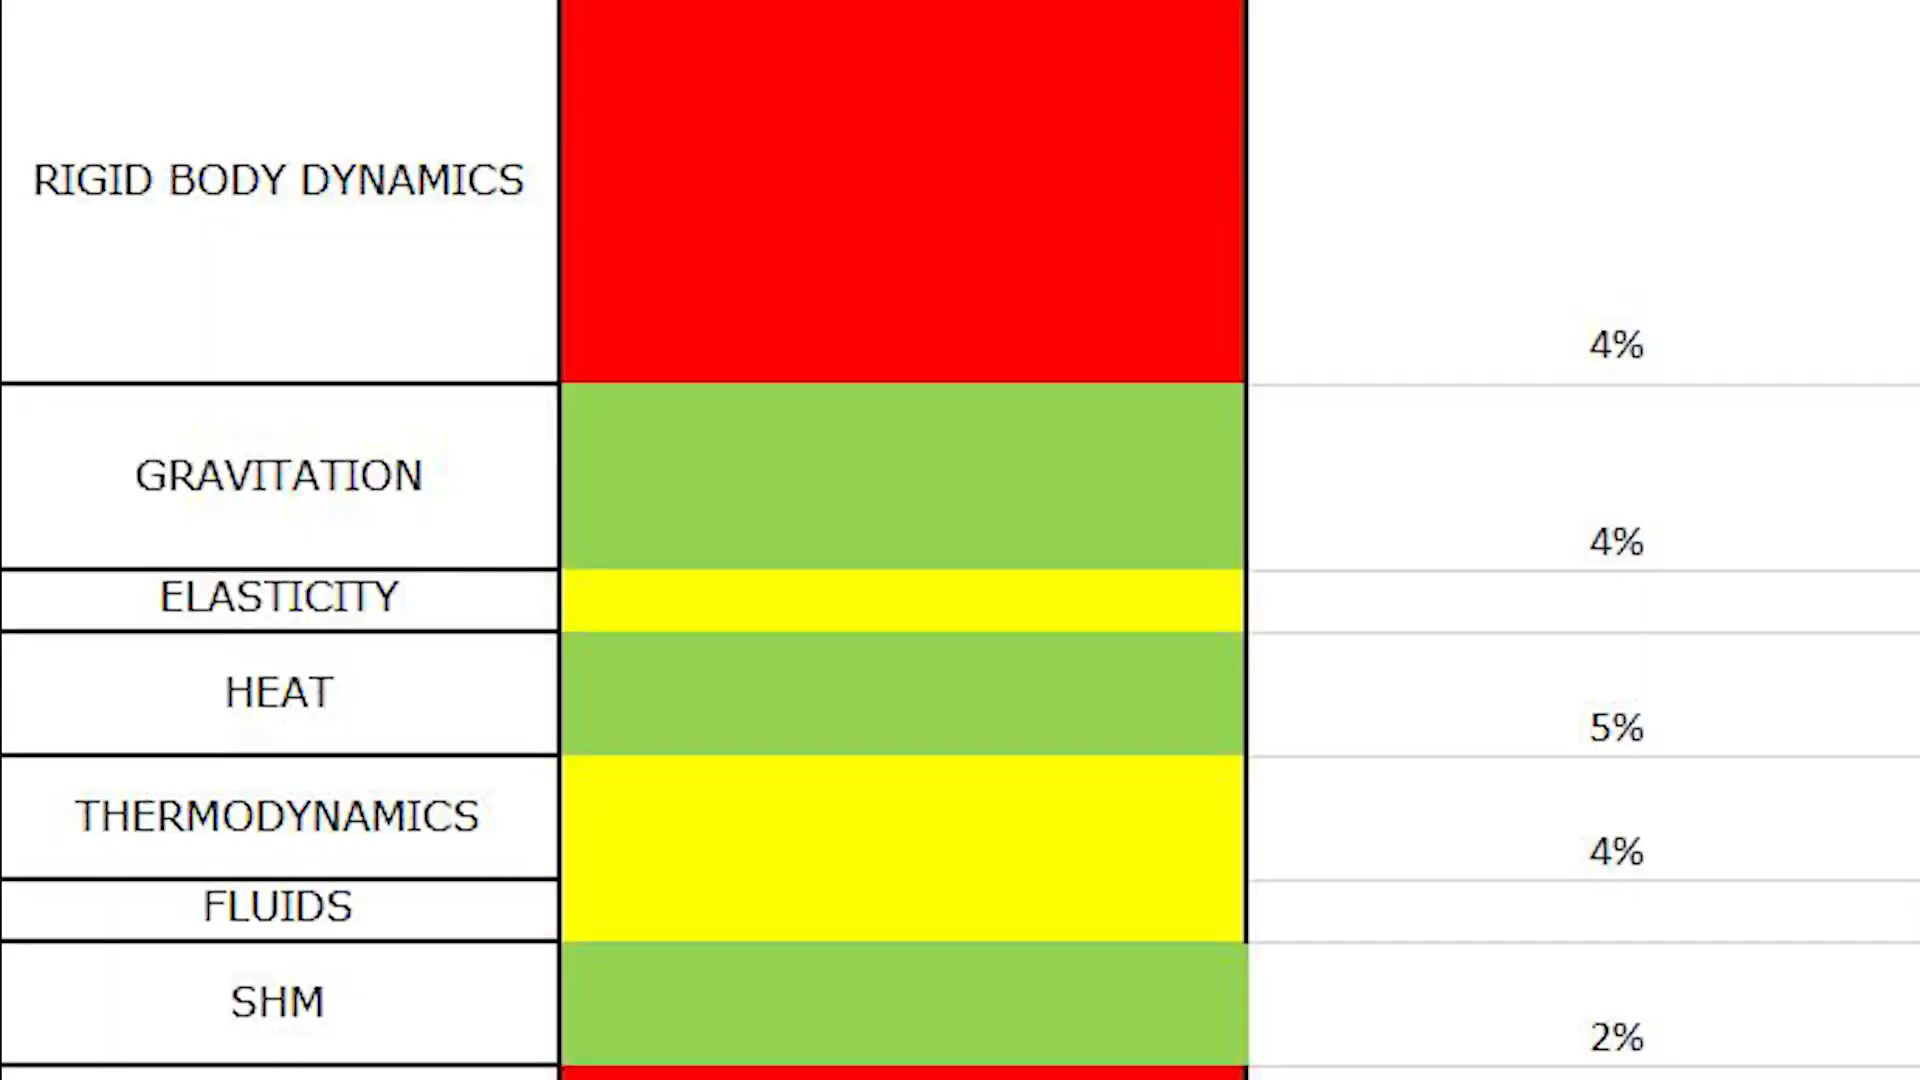 RIGID BODY DYNAMICS
4%
GRAVITATION
4%
ELASTICITY
HEAT
5%
THERMODYNAMICS
4%
FLUIDS
SHM
2%